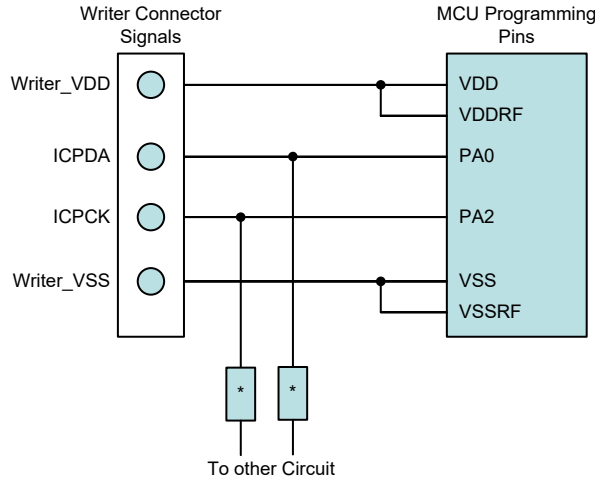 Writer Connector
Signals
MCU Programming
Pins
Writer_VDD
VDD
VDDRF
ICPDA
PA0
ICPCK
PA2
Writer_VSS
VSS
VSSRF
*
*
To other Circuit